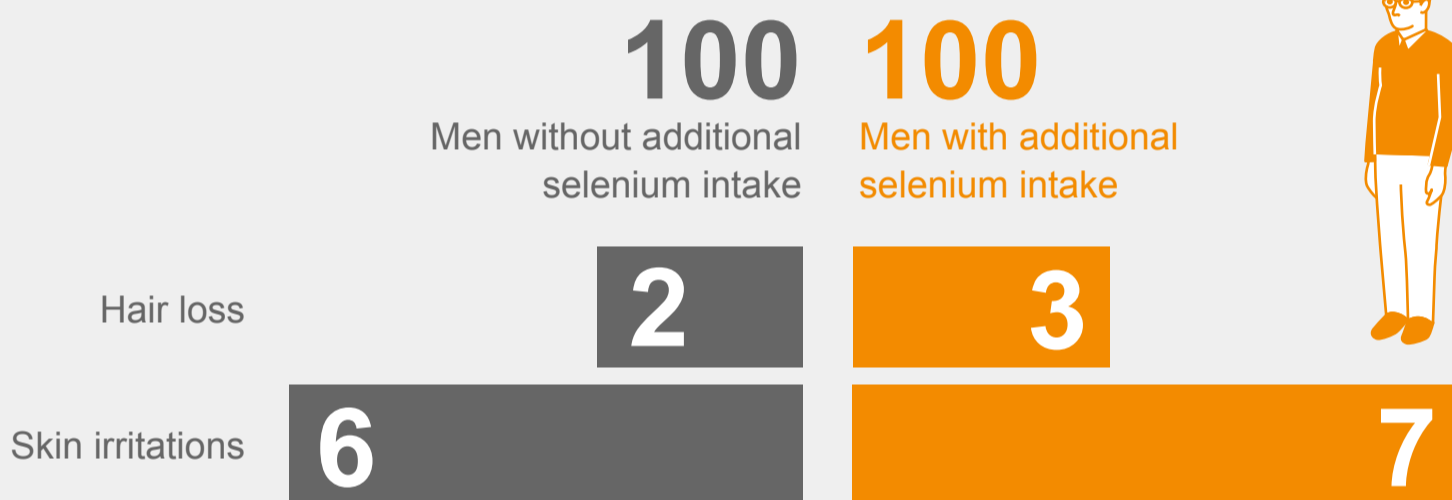 100
Men without additional
selenium intake
100
Men with additional
selenium intake
Hair loss
2
3
Skin irritations
6
7